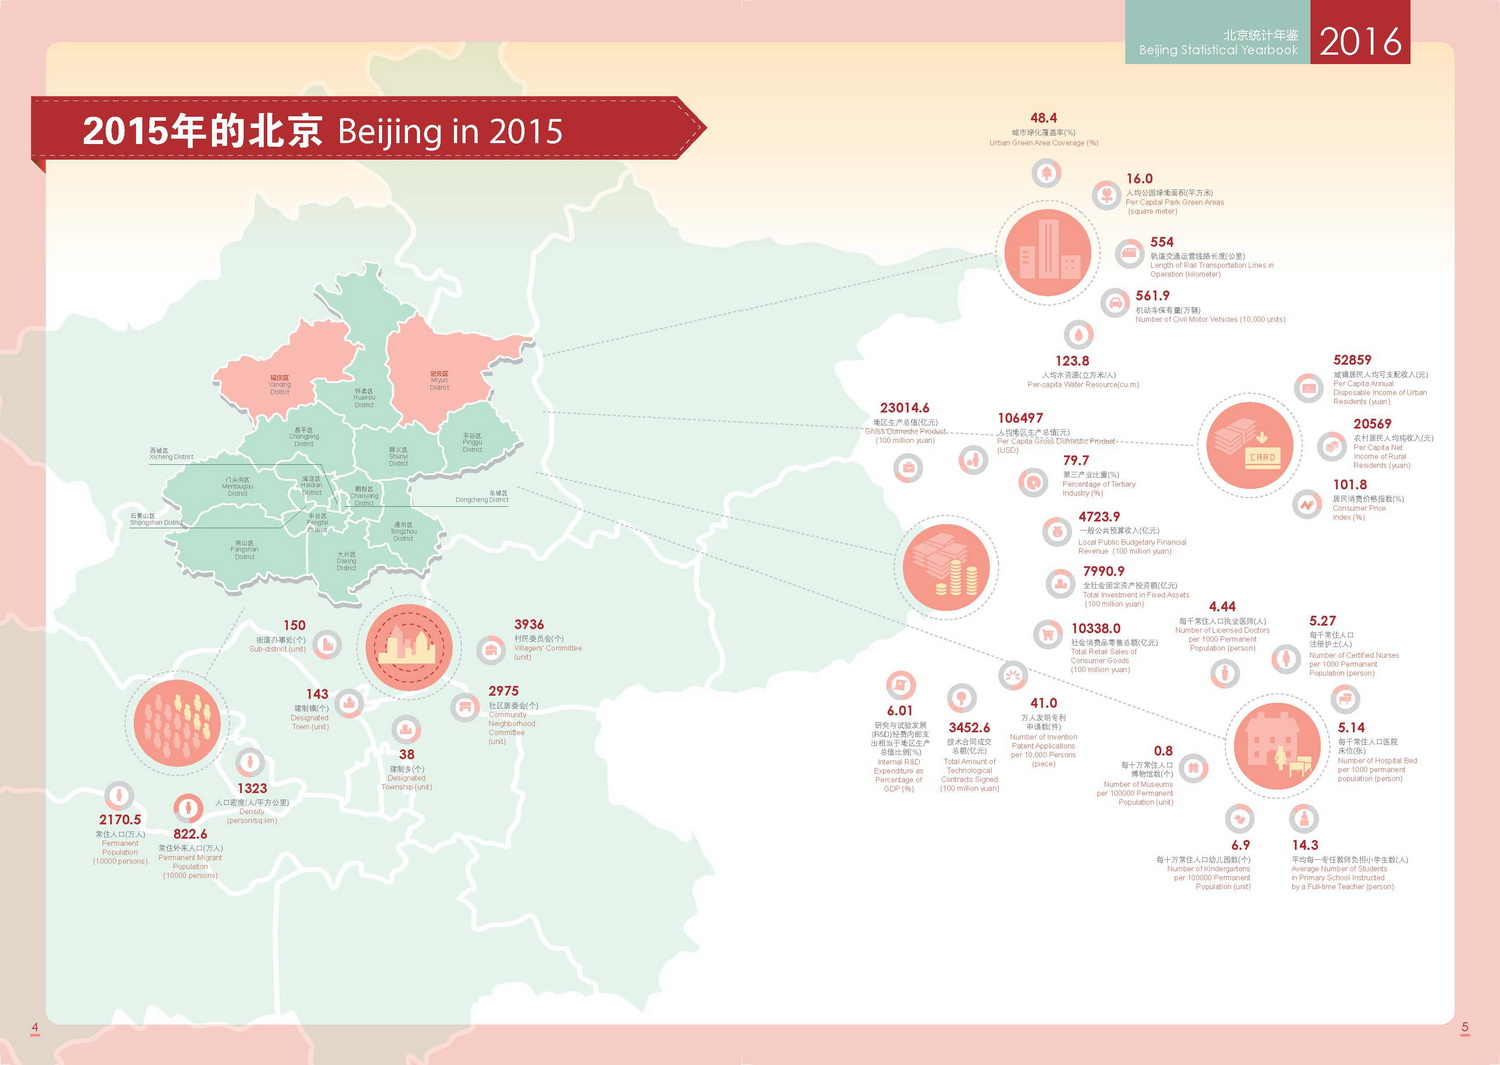 北京统计年鉴
Beijing Statistical Yearbook
2016
2015年的北京 Beijing in 2015
延庆区
Yanqing
District
密云区
Miyun
District
怀柔区
Huairou
District
昌平区
Changping
District
顺义区
Shunyi
District
平谷区
Pinggu
District
西城区
Xicheng District
门头沟区
Mentougou
District
海淀区
Haidian
District
朝阳区
Chaoyang
District
东城区
Dongcheng District
石景山区
Shijingshan District
丰台区
Fengtai
District
通州区
Tongzhou
District
房山区
Fangshan
District
大兴区
Daxing
District
48.4
城市绿化覆盖率(%)
Urban Green Area Coverage (%)
16.0
人均公园绿地面积(平方米)
Per Capital Park Green Areas
(square meter)
554
轨道交通运营线路长度(公里)
Length of Rail Transportation Lines in
Operation (kilometer)
561.9
机动车保有量(万辆)
Number of Civil Motor Vehicles (10,000 units)
123.8
人均水资源(立方米/人)
Per-capita Water Resource(cu.m)
52859
城镇居民人均可支配收入(元)
Per Capita Annual
Disposable Income of Urban
Residents (yuan)
20569
农村居民人均纯收入(元)
Per Capita Net
Income of Rural
Residents (yuan)
101.8
居民消费价格指数(%)
Consumer Price
Index (%)
CARD
23014.6
地区生产总值(亿元)
Gross Domestic Product
(100 million yuan)
106497
人均地区生产总值(元)
Per Capita Gross Domestic Product
(USD)
79.7
第三产业比重(%)
Percentage of Tertiary
Industry (%)
4723.9
一般公共预算收入(亿元)
Local Public Budgetary Financial
Revenue (100 million yuan)
7990.9
全社会固定资产投资额(亿元)
Total Investment in Fixed Assets
(100 million yuan)
10338.0
社会消费品零售总额(亿元)
Total Retail Sales of
Consumer Goods
(100 million yuan)
41.0
万人发明专利
申请数(件)
Number of Invention
Patent Applications
per 10,000 Persons
(piece)
3452.6
技术合同成交
总额(亿元)
Total Amount of
Technological
Contracts Signed
(100 million yuan)
6.01
研究与试验发展
(R&D)经费内部支
出相当于地区生产
总值比例(%)
Internal R&D
Expenditure as
Percentage of
GDP (%)
4.44
每千常住人口执业医师(人)
Number of Licensed Doctors
per 1000 Permanent
Population (person)
5.27
每千常住人口
注册护士(人)
Number of Certified Nurses
per 1000 Permanent
Population (person)
5.14
每千常住人口医院
床位(张)
Number of Hospital Bed
per 1000 permanent
population (person)
0.8
每十万常住人口
博物馆数(个)
Number of Museums
per 100000 Permanent
Population (unit)
6.9
每十万常住人口幼儿园数(个)
Number of Kindergartens
per 100000 Permanent
Population (unit)
14.3
平均每一专任教师负担小学生数(人)
Average Number of Students
in Primary School Instructed
by a Full-time Teacher (person)
150
街道办事处(个)
Sub-district (unit)
3936
村民委员会(个)
Villagers' Committee
(unit)
143
建制镇(个)
Designated
Town (unit)
2975
社区居委会(个)
Community
Neighborhood
Committee
(unit)
38
建制乡(个)
Designated
Township (unit)
1323
人口密度(人/平方公里)
Density
(person/sq.km)
2170.5
常住人口(万人)
Permanent
Population
(10000 persons)
822.6
常住外来人口(万人)
Permanent Migrant
Population
(10000 persons)
4
5